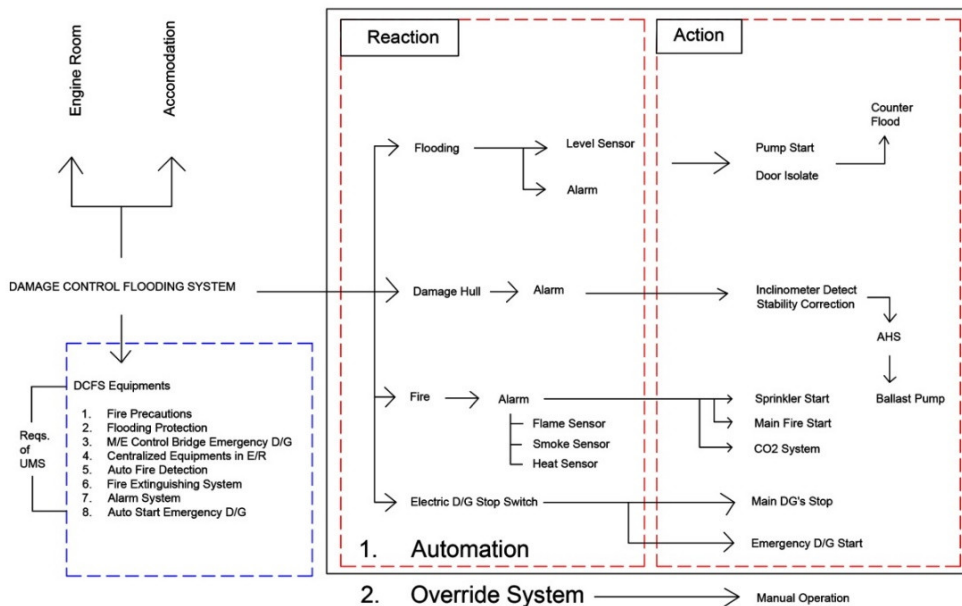 Engine Room
Accomodation
DAMAGE CONTROL FLOODING SYSTEM
DCFS Equipments
1. Fire Precautions
2. Flooding Protection
3. M/E Control Bridge Emergency D/G
4. Centralized Equipments in E/R
5. Auto Fire Detection
6. Fire Extinguishing System
7. Alarm System
8. Auto Start Emergency D/G
Reqs.
of
UMS
Reaction
Flooding
Level Sensor
Alarm
Damage Hull
Alarm
Fire
Alarm
Flame Sensor
Smoke Sensor
Heat Sensor
Electric D/G Stop Switch
Action
Pump Start
Door Isolate
Counter
Flood
Inclinometer Detect
Stability Correction
AHS
Ballast Pump
Sprinkler Start
Main Fire Start
CO2 System
Main DG's Stop
Emergency D/G Start
1. Automation
2. Override System
Manual Operation